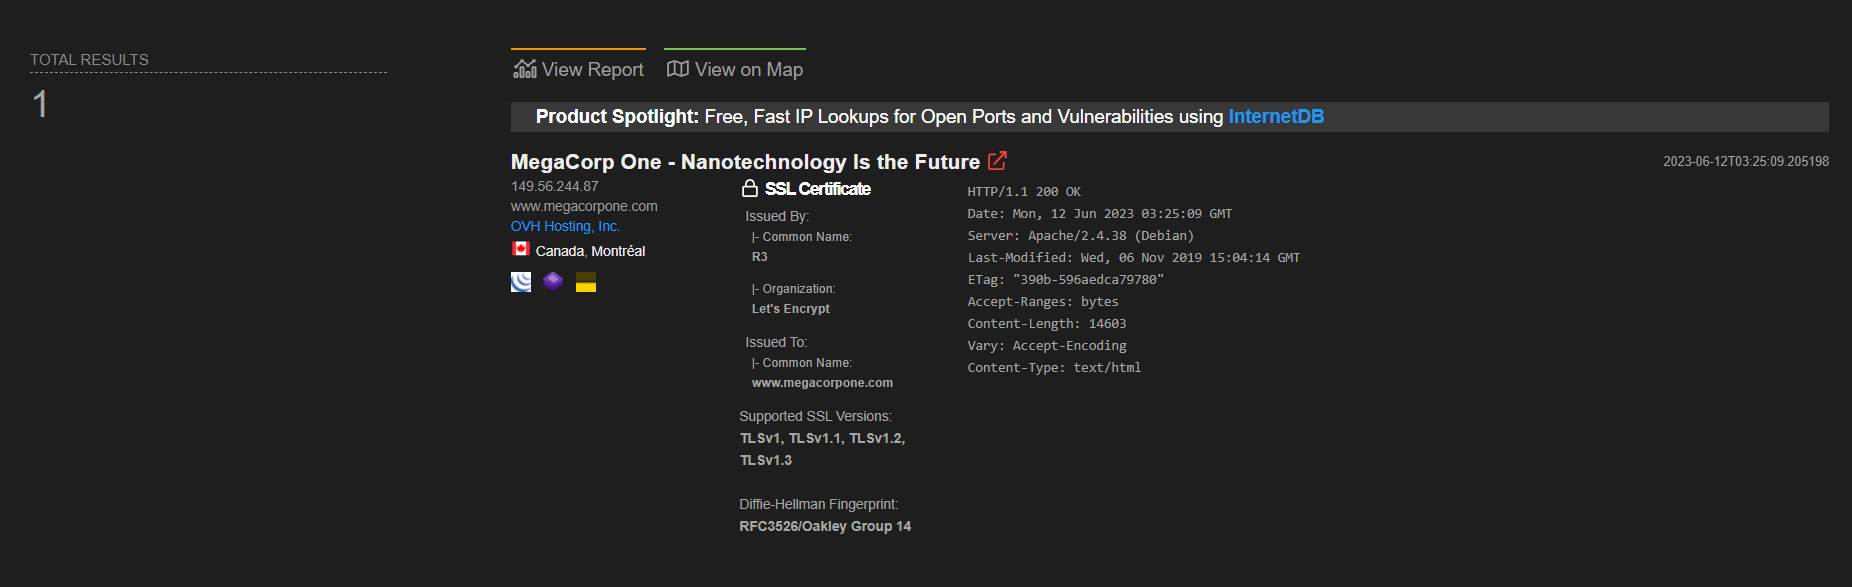 TOTAL RESULTS
1
View Report
View on Map
Product Spotlight: Free, Fast IP Lookups for Open Ports and Vulnerabilities using InternetDB
MegaCorp One - Nanotechnology Is the Future
2023-06-12T03:25:09.205198
149.56.244.87
www.megacorpone.com
OVH Hosting, Inc.
Canada, Montréal
SSL Certificate
Issued By:
|- Common Name:
R3
|- Organization:
Let's Encrypt
Issued To:
|- Common Name:
www.megacorpone.com
Supported SSL Versions:
TLSv1, TLSv1.1, TLSv1.2,
TLSv1.3
Diffie-Hellman Fingerprint:
RFC3526/Oakley Group 14
HTTP/1.1 200 OK
Date: Mon, 12 Jun 2023 03:25:09 GMT
Server: Apache/2.4.38 (Debian)
Last-Modified: Wed, 06 Nov 2019 15:04:14 GMT
ETag: "390b-596aedca79780"
Accept-Ranges: bytes
Content-Length: 14603
Vary: Accept-Encoding
Content-Type: text/html